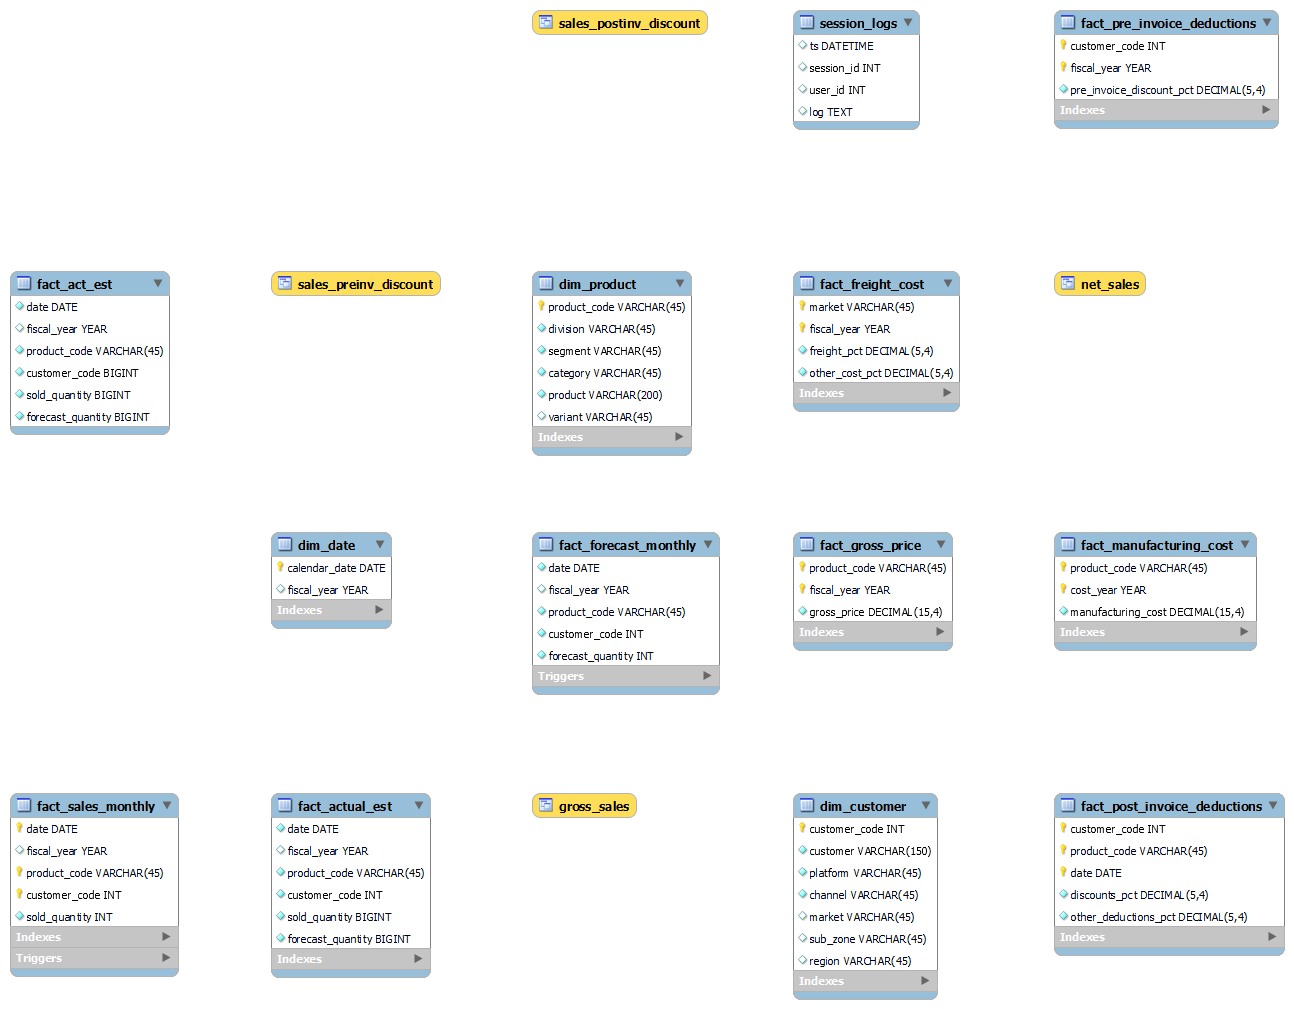 sales_postinv_discount
session_logs
ts DATETIME
session_id INT
user_id INT
log TEXT
fact_pre_invoice_deductions
customer_code INT
fiscal_year YEAR
pre_invoice_discount_pct DECIMAL(5,4)
Indexes
fact_act_est
date DATE
fiscal_year YEAR
product_code VARCHAR(45)
customer_code BIGINT
sold_quantity BIGINT
forecast_quantity BIGINT
sales_preinv_discount
dim_product
product_code VARCHAR(45)
division VARCHAR(45)
segment VARCHAR(45)
category VARCHAR(45)
product VARCHAR(200)
variant VARCHAR(45)
Indexes
fact_freight_cost
market VARCHAR(45)
fiscal_year YEAR
freight_pct DECIMAL(5,4)
other_cost_pct DECIMAL(5,4)
Indexes
net_sales
dim_date
calendar_date DATE
fiscal_year YEAR
Indexes
fact_forecast_monthly
date DATE
fiscal_year YEAR
product_code VARCHAR(45)
customer_code INT
forecast_quantity INT
Triggers
fact_gross_price
product_code VARCHAR(45)
fiscal_year YEAR
gross_price DECIMAL(15,4)
Indexes
fact_manufacturing_cost
product_code VARCHAR(45)
cost_year YEAR
manufacturing_cost DECIMAL(15,4)
Indexes
fact_sales_monthly
date DATE
fiscal_year YEAR
product_code VARCHAR(45)
customer_code INT
sold_quantity INT
Indexes
Triggers
fact_actual_est
date DATE
fiscal_year YEAR
product_code VARCHAR(45)
customer_code INT
sold_quantity BIGINT
forecast_quantity BIGINT
Indexes
gross_sales
dim_customer
customer_code INT
customer VARCHAR(150)
platform VARCHAR(45)
channel VARCHAR(45)
market VARCHAR(45)
sub_zone VARCHAR(45)
region VARCHAR(45)
Indexes
fact_post_invoice_deductions
customer_code INT
product_code VARCHAR(45)
date DATE
discounts_pct DECIMAL(5,4)
other_deductions_pct DECIMAL(5,4)
Indexes